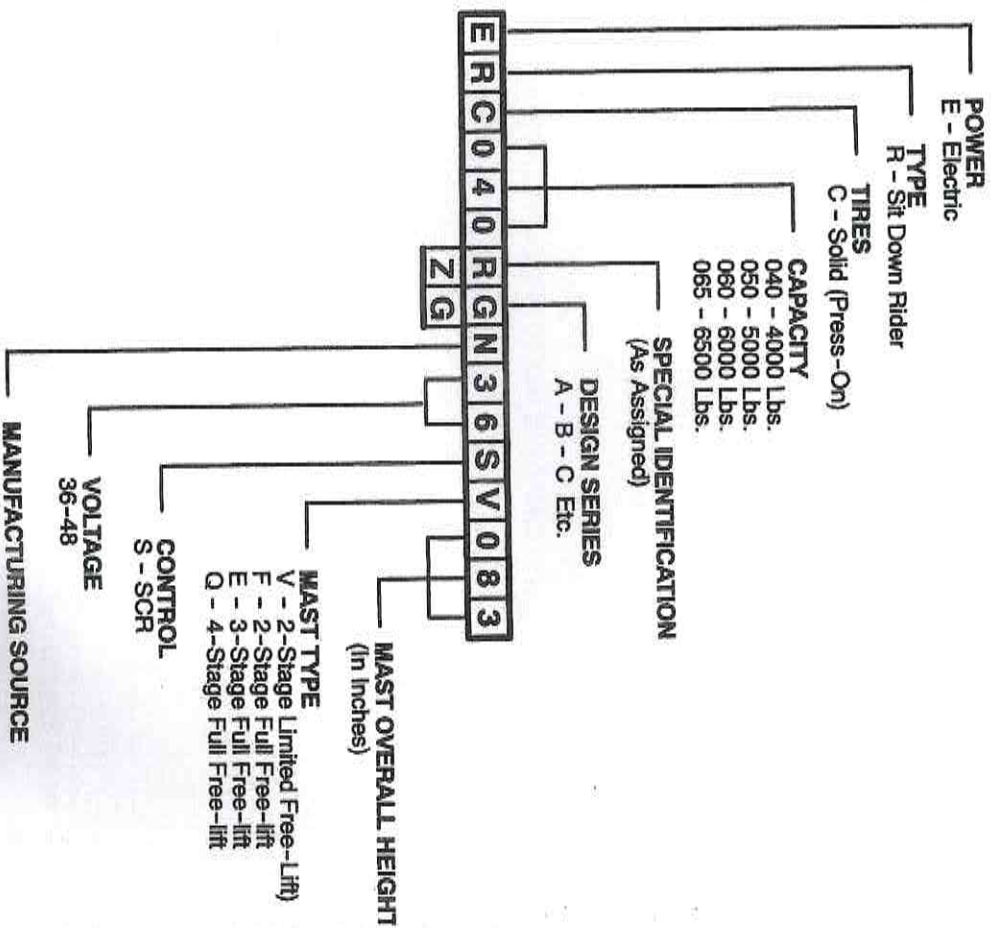 POWER
E - Electric
TYPE
R - Sit Down Rider
TIRES
C - Solid (Press-On)
CAPACITY
040 - 4000 Lbs.
050 - 5000 Lbs.
060 - 6000 Lbs.
065 - 6500 Lbs.
SPECIAL IDENTIFICATION
(As Assigned)
DESIGN SERIES
A - B - C Etc.
E R C 0 4 0 R G N 3 6 S V 0 8 3
Z G
MAST OVERALL HEIGHT
(In Inches)
MAST TYPE
V - 2-Stage Limited Free-Lift)
F - 2-Stage Full Free-lift
E - 3-Stage Full Free-lift
Q - 4-Stage Full Free-lift
CONTROL
S - SCR
VOLTAGE
36-48
MANUFACTURING SOURCE